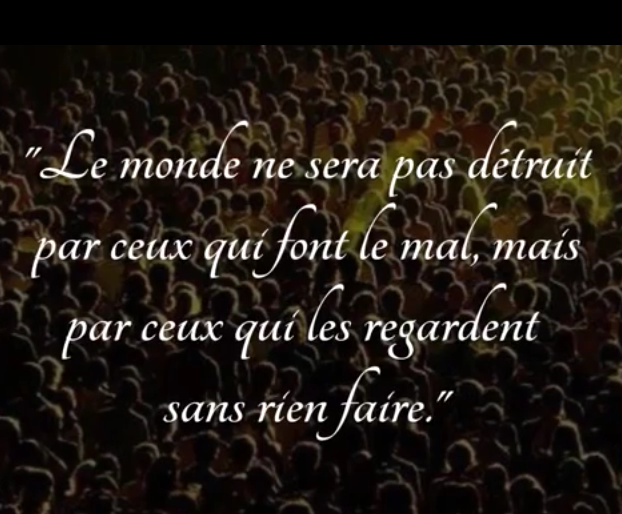 "Le monde ne sera pas détruit
par ceux qui font le mal, mais
par ceux qui les regardent
sans rien faire."